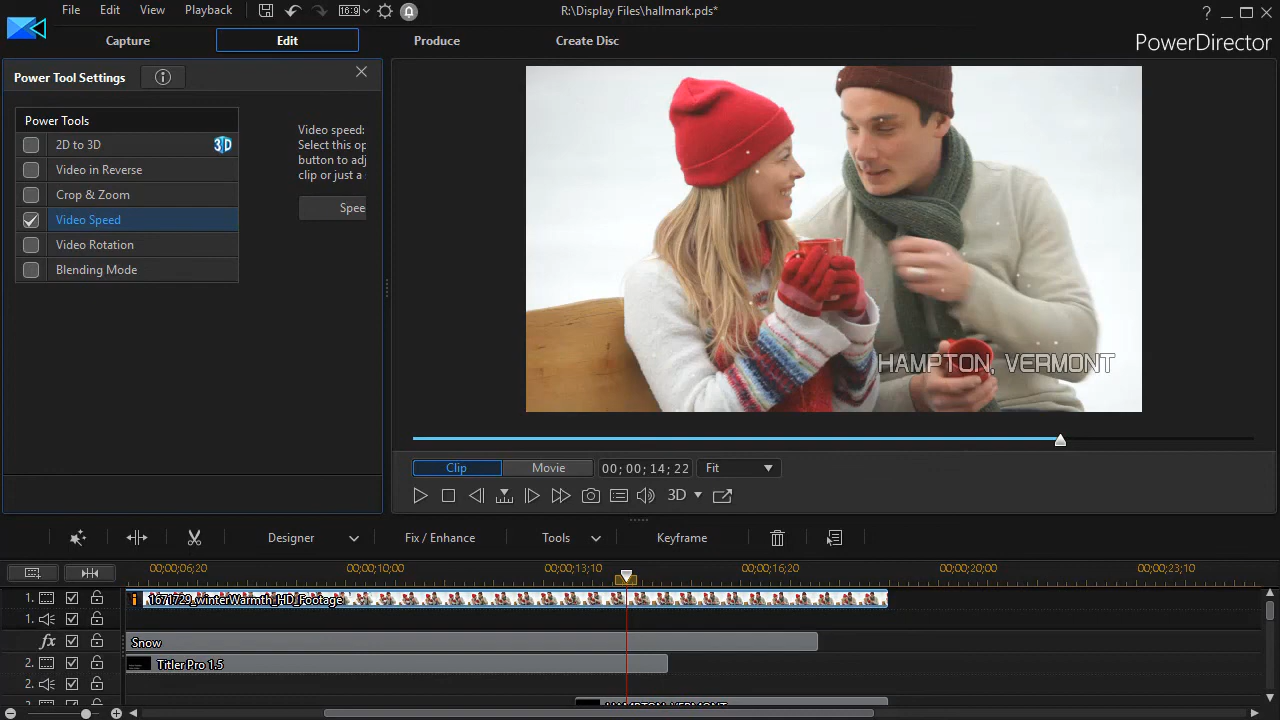 File Edit View Playback 16:9 R:\Display Files\hallmark.pds* ?
Capture Edit Produce Create Disc
PowerDirector
Power Tool Settings
Power Tools
2D to 3D 3D
Video in Reverse
Crop & Zoom
Video Speed
Video Rotation
Blending Mode
Video speed:
Select this op
button to adj
clip or just a
Spee
HAMPTON, VERMONT
Clip Movie 00; 00; 14; 22 Fit
3D
Designer Fix / Enhance Tools Keyframe
00;00;06;20 00;00;10;00 00;00;13;10 00;00;16;20 00;00;20;00 00;00;23;10
1. 1671729_winterWarmth_HD_Footage
1.
fx Snow
2. Titler Pro 1.5
2.
HAMPTON, VERMONT